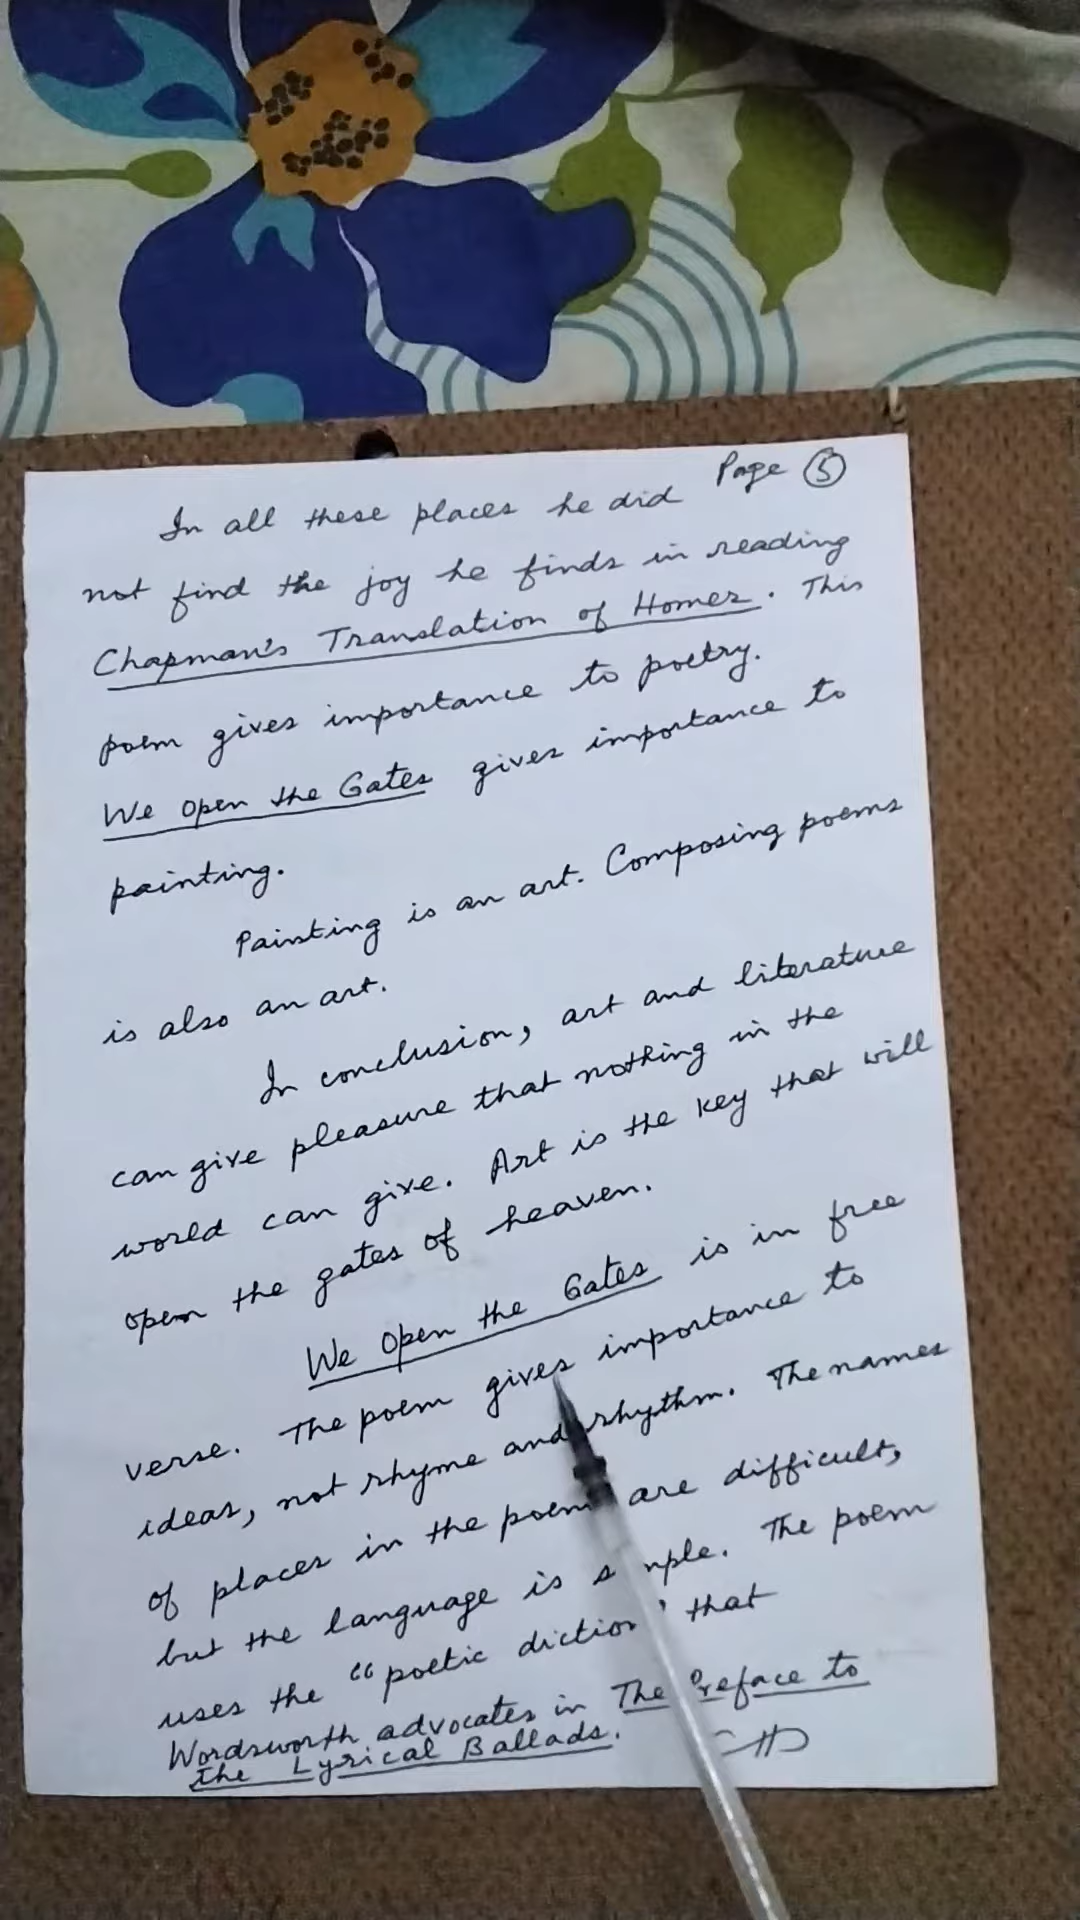 Page 5
In all these places he did
not find the joy he finds in reading
Chapman's Translation of Homer. This
poem gives importance to poetry.
We Open the Gates gives importance to
painting.
Painting is an art. Composing poems
is also an art.
In conclusion, art and literature
can give pleasure that nothing in the
world can give. Art is the key that will
open the gates of heaven.
We Open the Gates is in free
verse. The poem gives importance to
ideas, not rhyme and rhythm. The names
of places in the poem are difficult,
but the language is simple. The poem
uses the "poetic diction" that
Wordsworth advocates in The Preface to
the Lyrical Ballads.